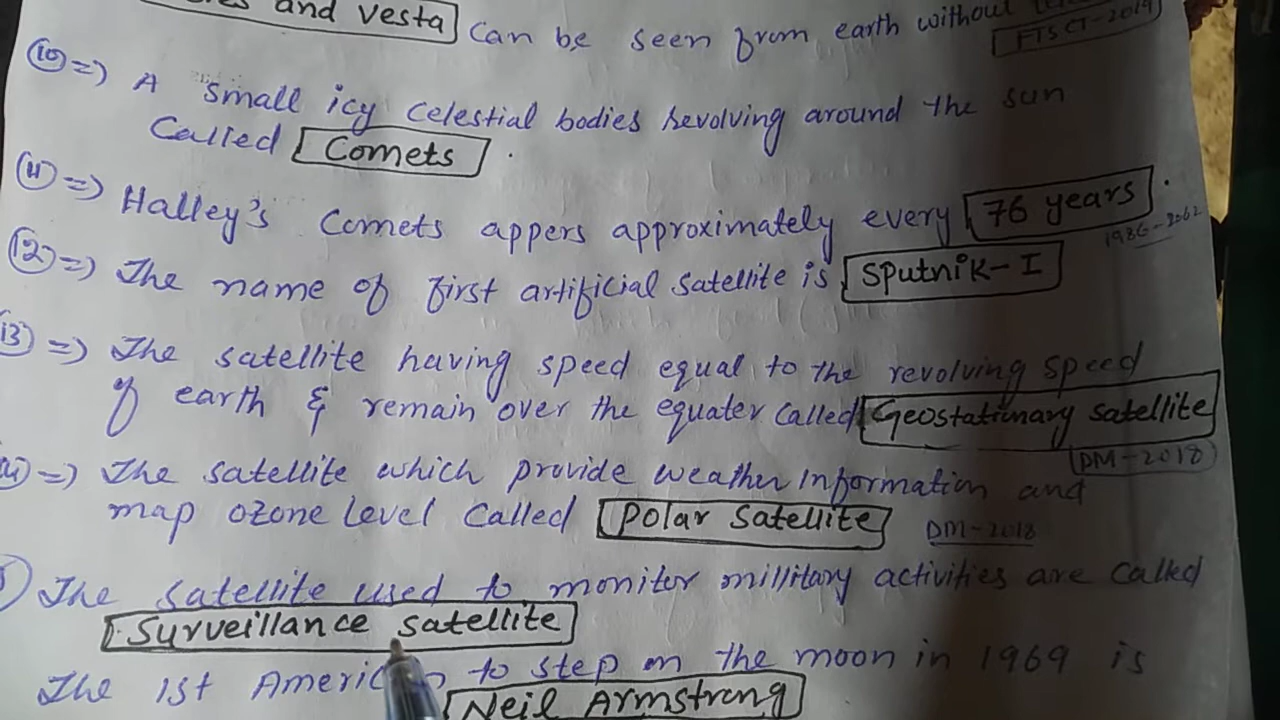 and Vesta Can be seen from earth without
FTSCT-2019
(10) => A small icy celestial bodies revolving around the sun
Called Comets.
(11) => Halley's Comets appers approximately every 76 years.
1986-2062
(12) => The name of first artificial satellite is Sputnik-I
13) => The satellite having speed equal to the revolving speed
of earth & remain over the equater called Geostationary satellite
DM-2018
14) => The satellite which provide weather Information and
map ozone Level Called Polar Satellite DM-2018
The satellite used to monitor millitary activities are called
Surveillance satellite
The 1st American to step on the moon in 1969 is
Neil Armstrong